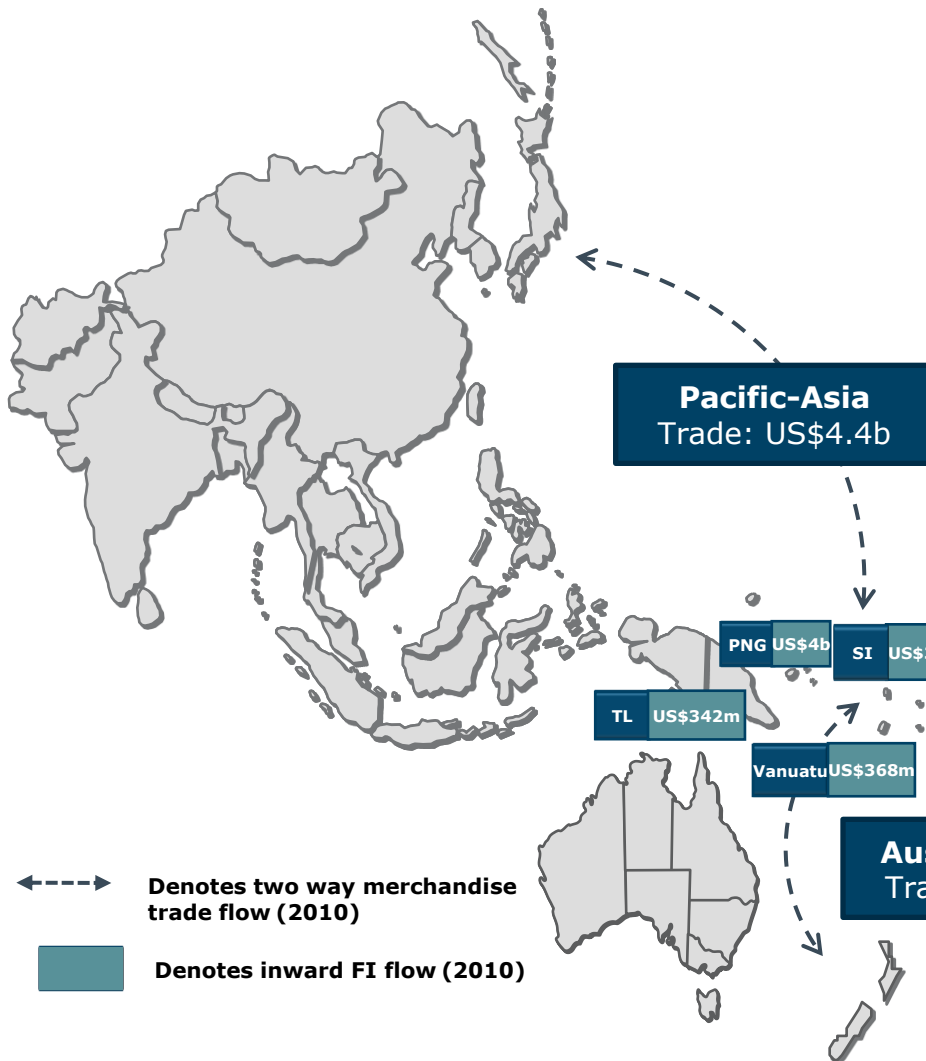 Pacific-Asia
Trade: US$4.4b
PNG US$4b
SI
TL US$342m
Vanuatu US$368m
Denotes two way merchandise
trade flow (2010)
Denotes inward FI flow (2010)